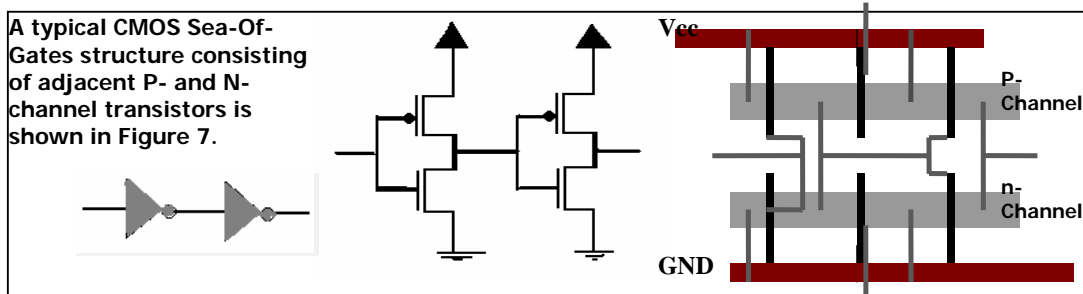 A typical CMOS Sea-Of-
Gates structure consisting
of adjacent P- and N-
channel transistors is
shown in Figure 7.
Vcc
P-
Channel
n-
Channel
GND